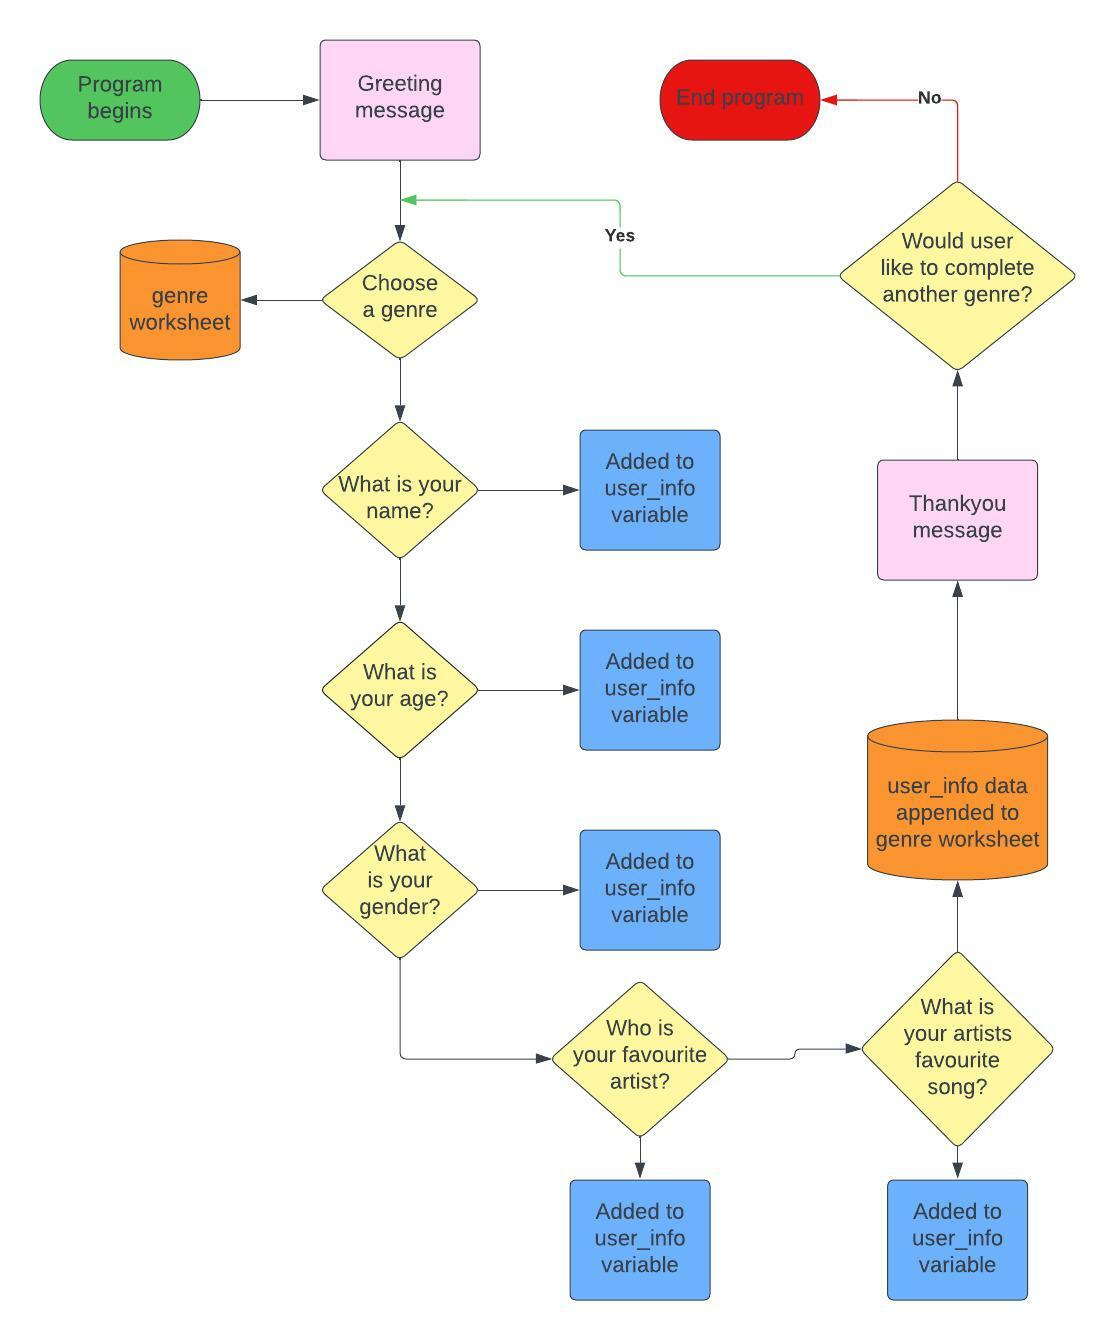 Program
begins
Greeting
message
End program
No
Yes
Would user
like to complete
another genre?
genre
worksheet
Choose
a genre
What is your
name?
Added to
user_info
variable
Thankyou
message
What is
your age?
Added to
user_info
variable
user_info data
appended to
genre worksheet
What
is your
gender?
Added to
user_info
variable
Who is
your favourite
artist?
What is
your artists
favourite
song?
Added to
user_info
variable
Added to
user_info
variable